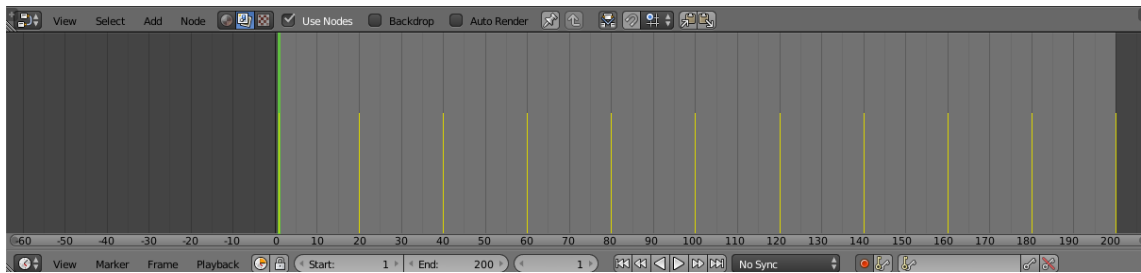 View Select Add Node Use Nodes Backdrop Auto Render
-60 -50 -40 -30 -20 -10 0 10 20 30 40 50 60 70 80 90 100 110 120 130 140 150 160 170 180 190 200
View Marker Frame Playback Start: 1 End: 200 1 No Sync